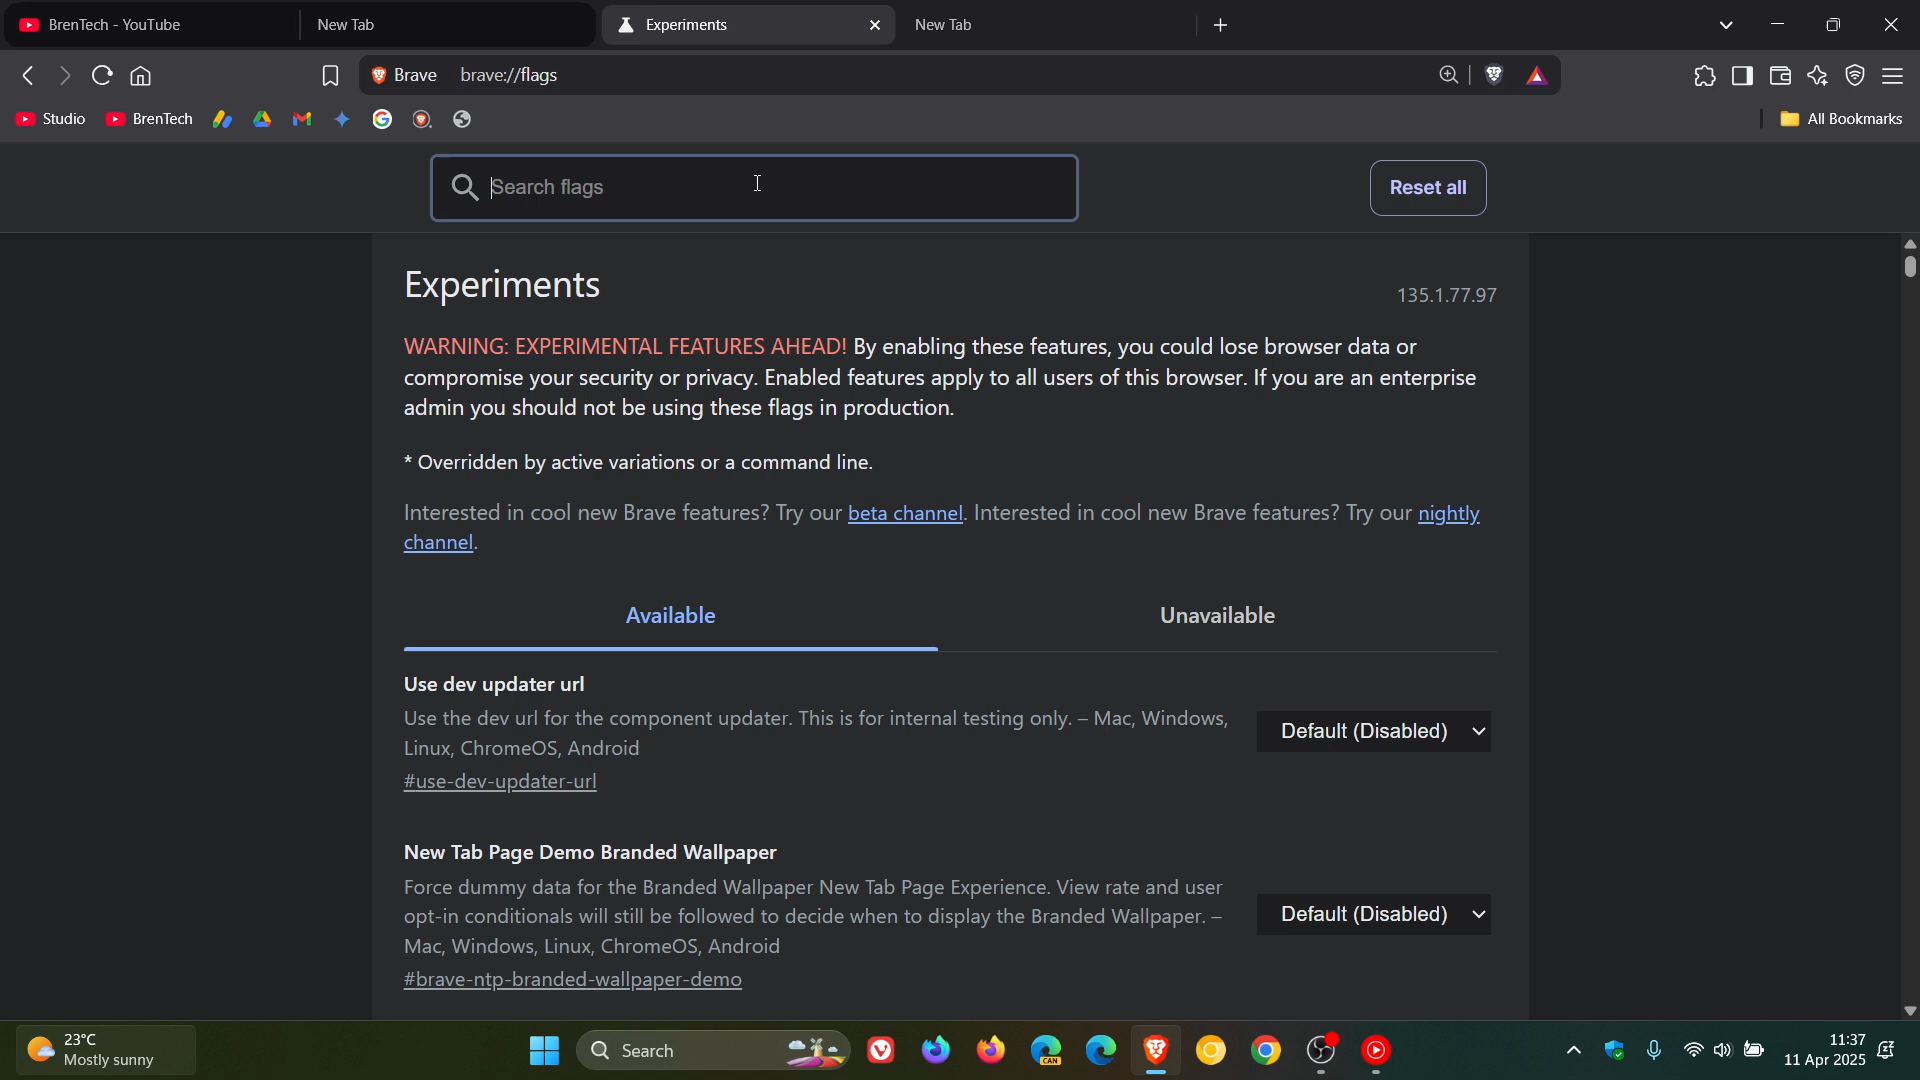 BrenTech - YouTube
New Tab
Experiments
New Tab
Brave
brave://flags
Studio
BrenTech
All Bookmarks
Search flags
Reset all
Experiments
135.1.77.97
WARNING: EXPERIMENTAL FEATURES AHEAD! By enabling these features, you could lose browser data or
compromise your security or privacy. Enabled features apply to all users of this browser. If you are an enterprise
admin you should not be using these flags in production.
* Overridden by active variations or a command line.
Interested in cool new Brave features? Try our beta channel. Interested in cool new Brave features? Try our nightly
channel.
Available
Unavailable
Use dev updater url
Use the dev url for the component updater. This is for internal testing only. – Mac, Windows,
Linux, ChromeOS, Android
#use-dev-updater-url
Default (Disabled)
New Tab Page Demo Branded Wallpaper
Force dummy data for the Branded Wallpaper New Tab Page Experience. View rate and user
opt-in conditionals will still be followed to decide when to display the Branded Wallpaper. –
Mac, Windows, Linux, ChromeOS, Android
#brave-ntp-branded-wallpaper-demo
Default (Disabled)
23°C
Mostly sunny
Search
CAN
11:37
11 Apr 2025